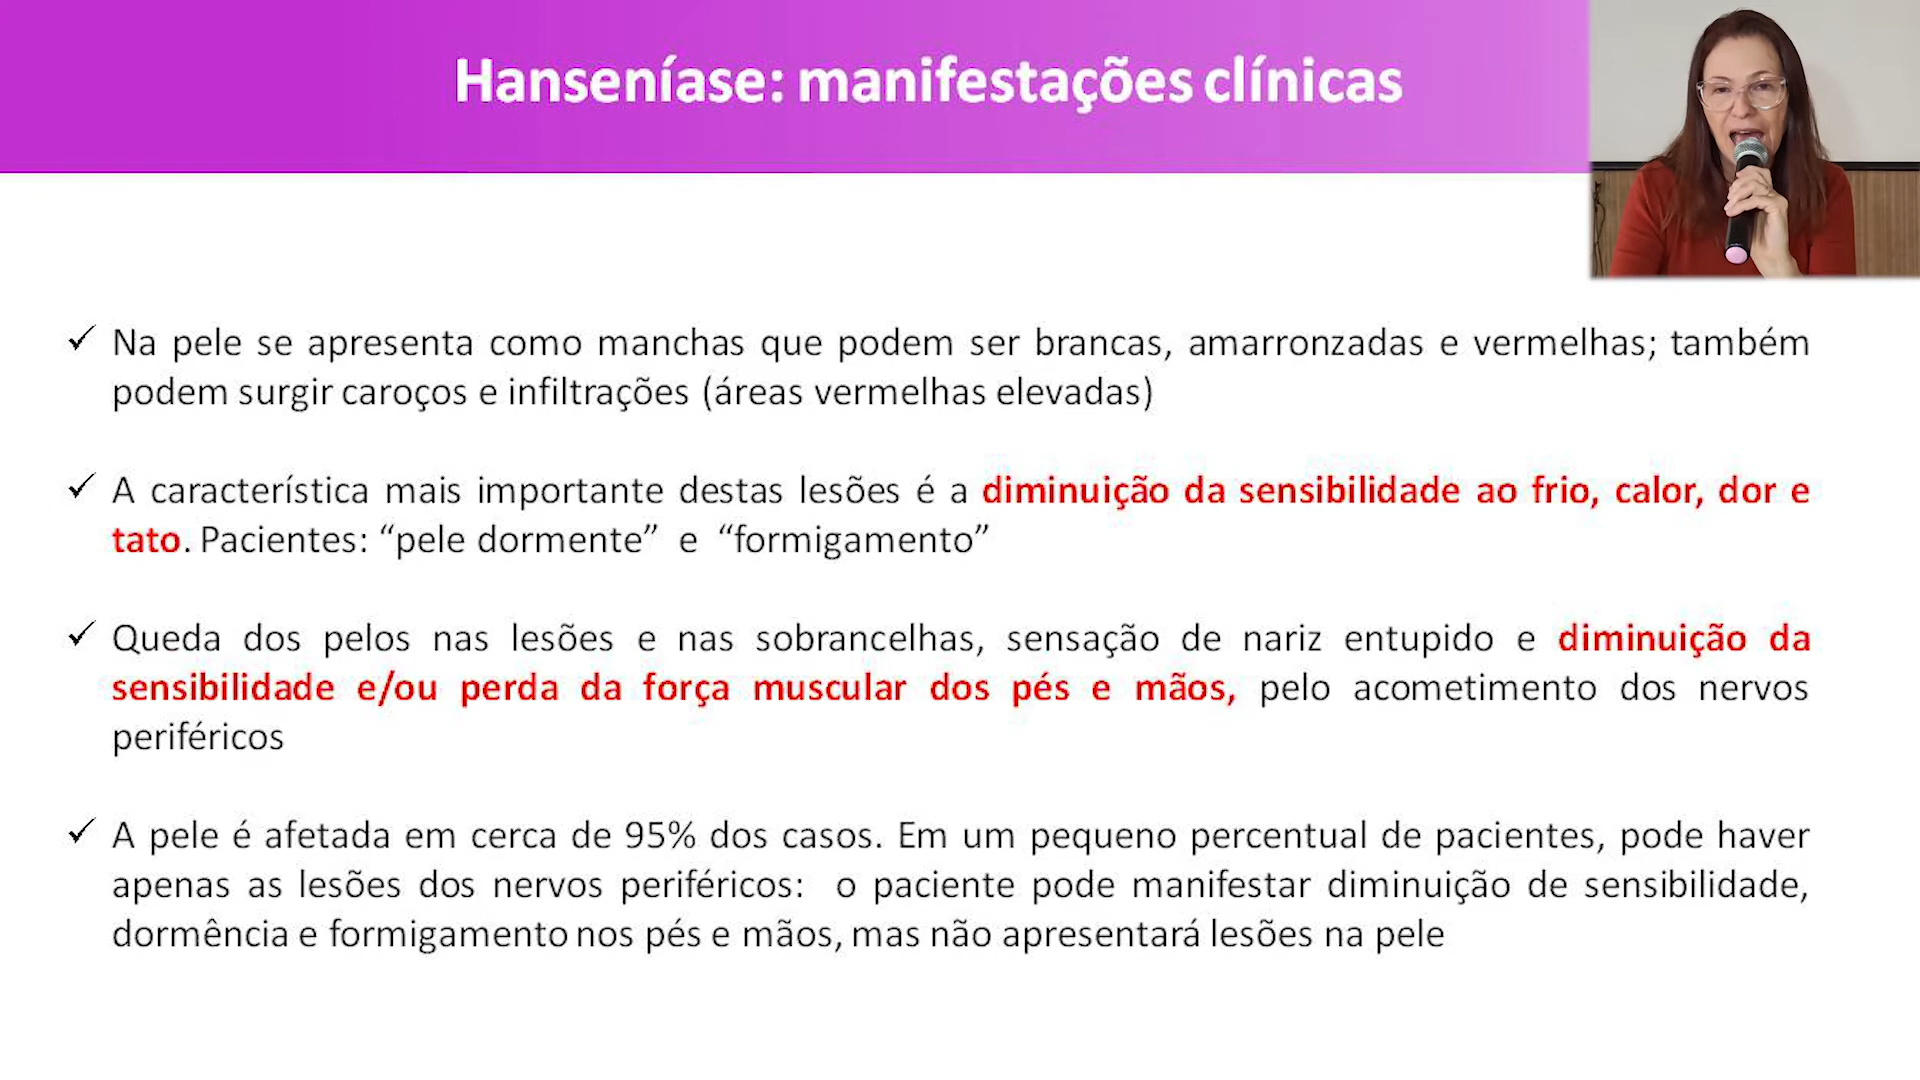 Hanseníase: manifestações clínicas
✓ Na pele se apresenta como manchas que podem ser brancas, amarronzadas e vermelhas; também
podem surgir caroços e infiltrações (áreas vermelhas elevadas)
✓ A característica mais importante destas lesões é a diminuição da sensibilidade ao frio, calor, dor e
tato. Pacientes: “pele dormente” e “formigamento”
✓ Queda dos pelos nas lesões e nas sobrancelhas, sensação de nariz entupido e diminuição da
sensibilidade e/ou perda da força muscular dos pés e mãos, pelo acometimento dos nervos
periféricos
✓ A pele é afetada em cerca de 95% dos casos. Em um pequeno percentual de pacientes, pode haver
apenas as lesões dos nervos periféricos: o paciente pode manifestar diminuição de sensibilidade,
dormência e formigamento nos pés e mãos, mas não apresentará lesões na pele